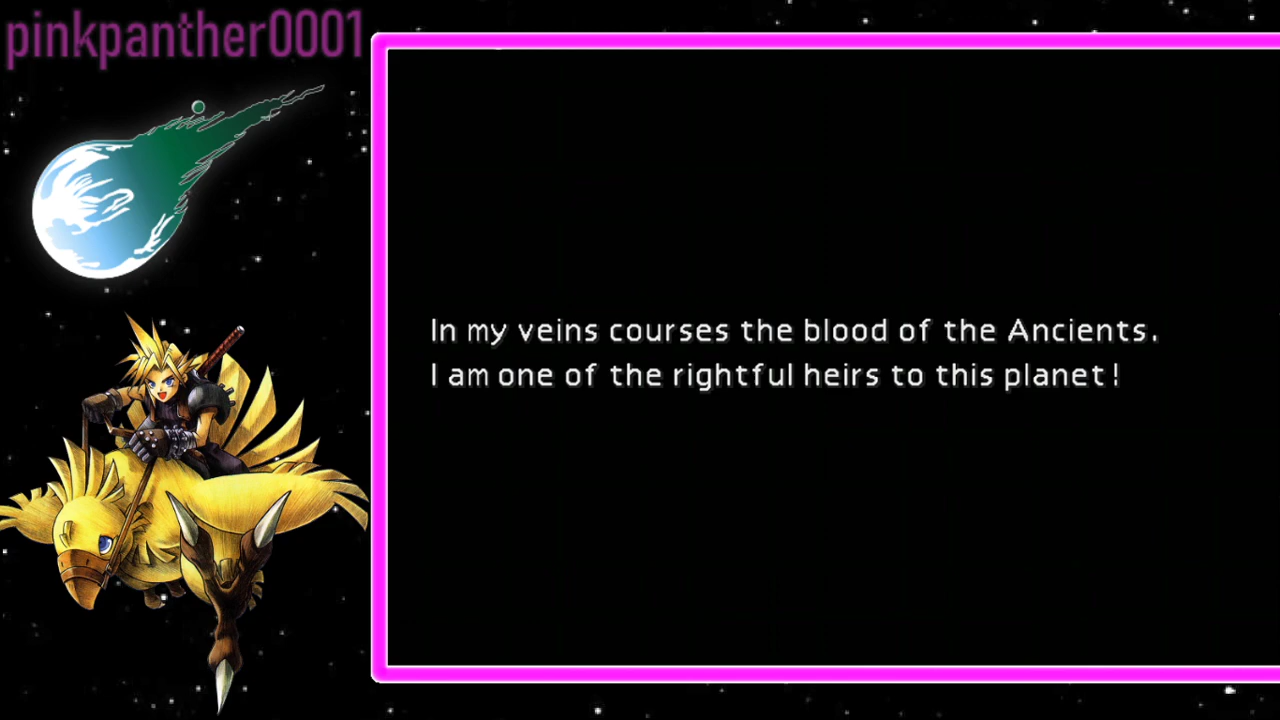 pinkpanther0001
In my veins courses the blood of the Ancients.
I am one of the rightful heirs to this planet!